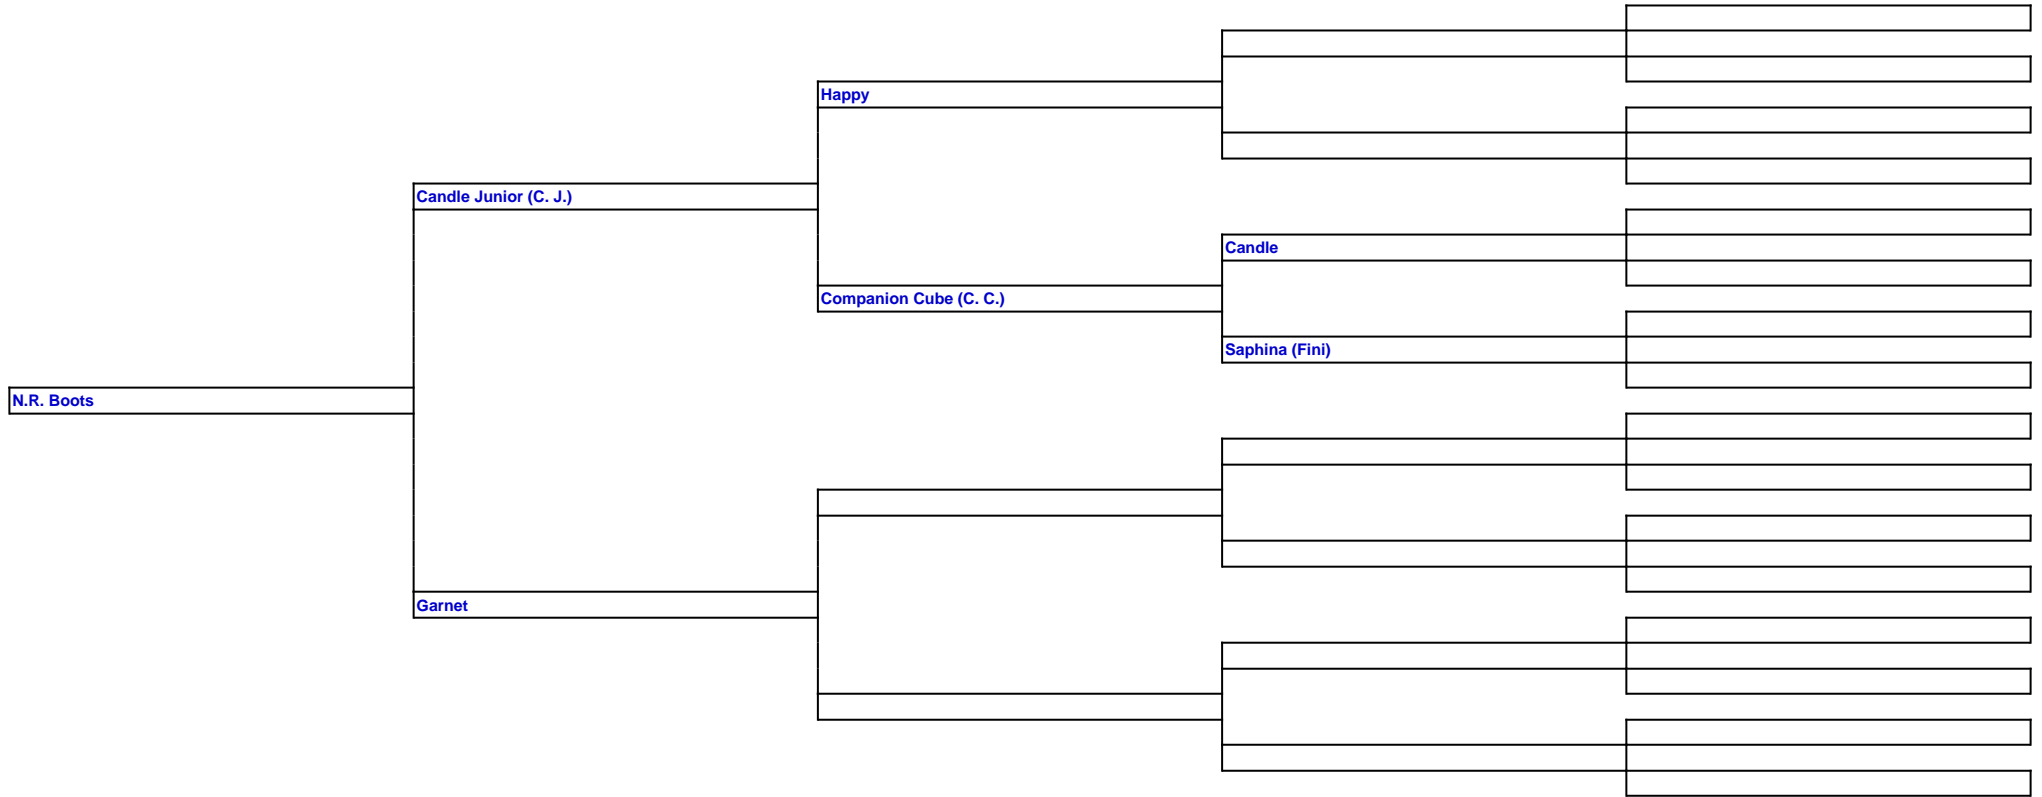 Happy
Candle Junior (C. J.)
Candle
Companion Cube (C. C.)
Saphina (Fini)
N.R. Boots
Garnet